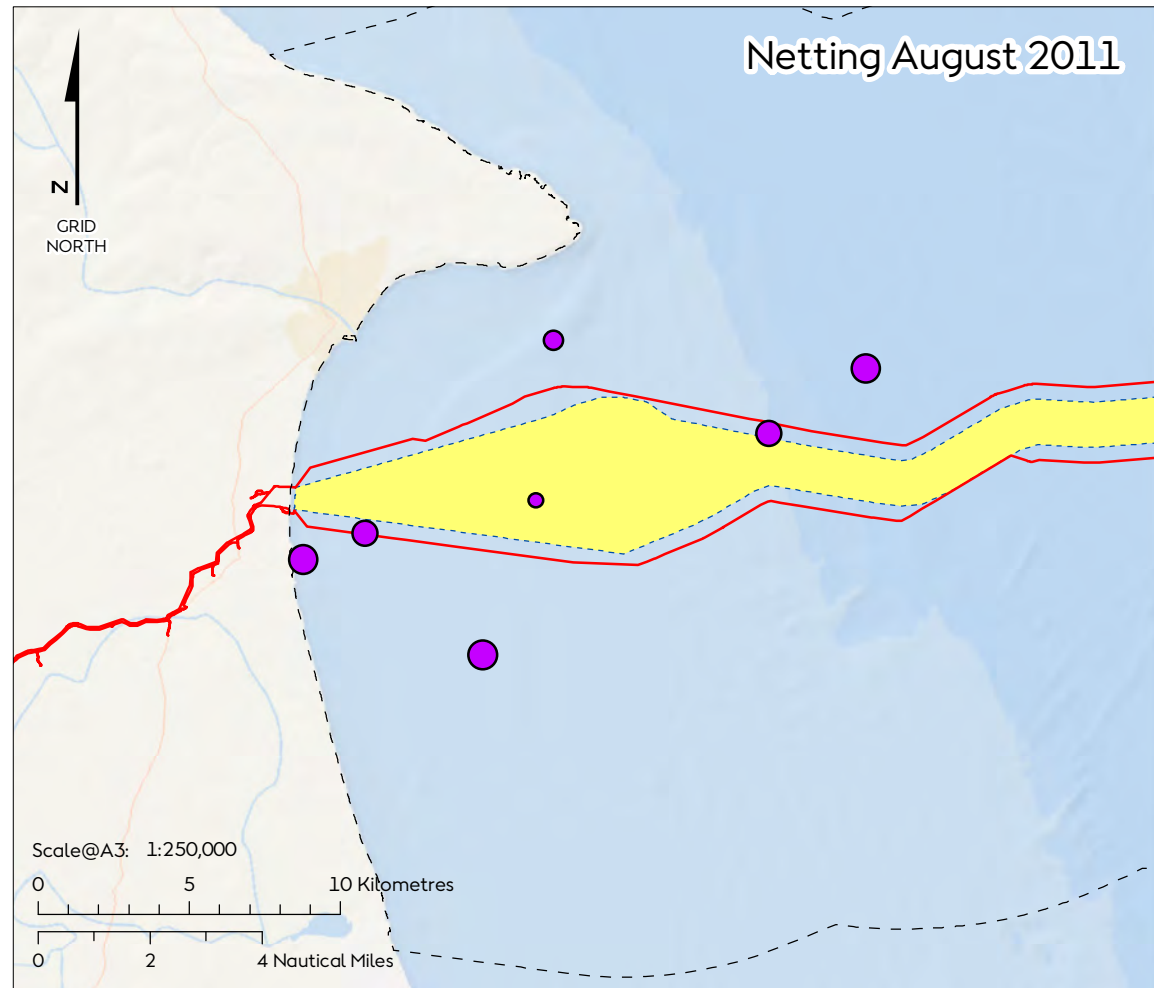 Netting August 2011
N
GRID
NORTH
Scale@A3: 1:250,000
0 5 10 Kilometres
0 2 4 Nautical Miles